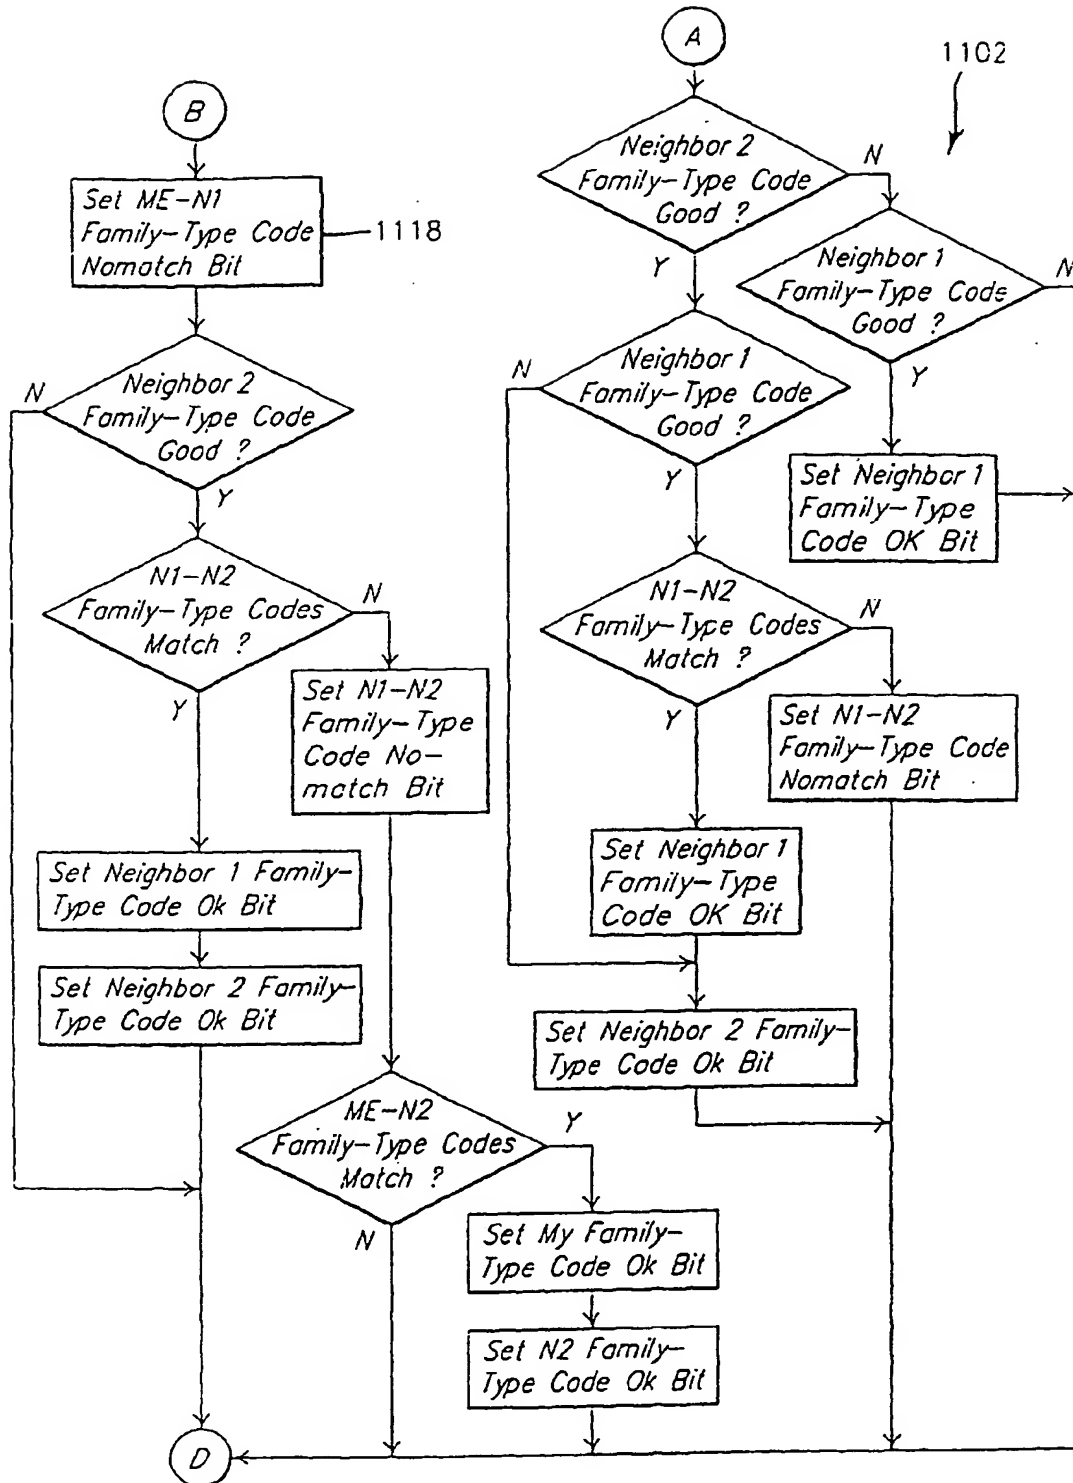 B
Set ME-N1
Family-Type Code
Nomatch Bit
1118
Neighbor 2
Family-Type Code
Good ?
N
Y
N1-N2
Family-Type Codes
Match ?
N
Y
Set N1-N2
Family-Type
Code No-
match Bit
Set Neighbor 1 Family-
Type Code Ok Bit
Set Neighbor 2 Family-
Type Code Ok Bit
ME-N2
Family-Type Codes
Match ?
Y
N
Set My Family-
Type Code Ok Bit
Set N2 Family-
Type Code Ok Bit
D
A
1102
Neighbor 2
Family-Type Code
Good ?
N
Y
Neighbor 1
Family-Type Code
Good ?
N
Y
Set Neighbor 1
Family-Type
Code OK Bit
Neighbor 1
Family-Type Code
Good ?
N
Y
N1-N2
Family-Type Codes
Match ?
N
Y
Set N1-N2
Family-Type Code
Nomatch Bit
Set Neighbor 1
Family-Type
Code OK Bit
Set Neighbor 2 Family-
Type Code Ok Bit